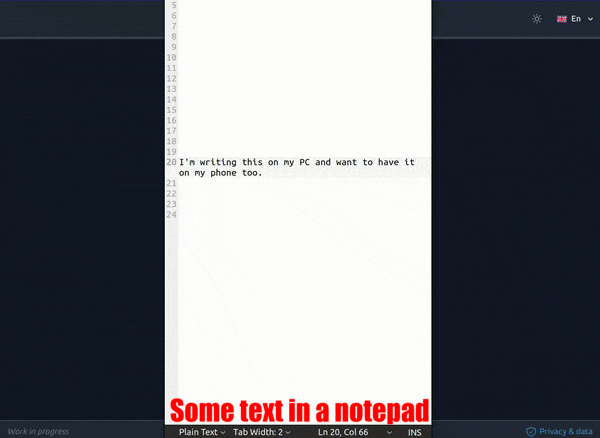 En
5
6
7
8
9
10
11
12
13
14
15
16
17
18
19
20 I'm writing this on my PC and want to have it
on my phone too.
21
22
23
24
Some text in a notepad
Work in progress
Plain Text Tab Width: 2 Ln 20, Col 66 INS
Privacy & data